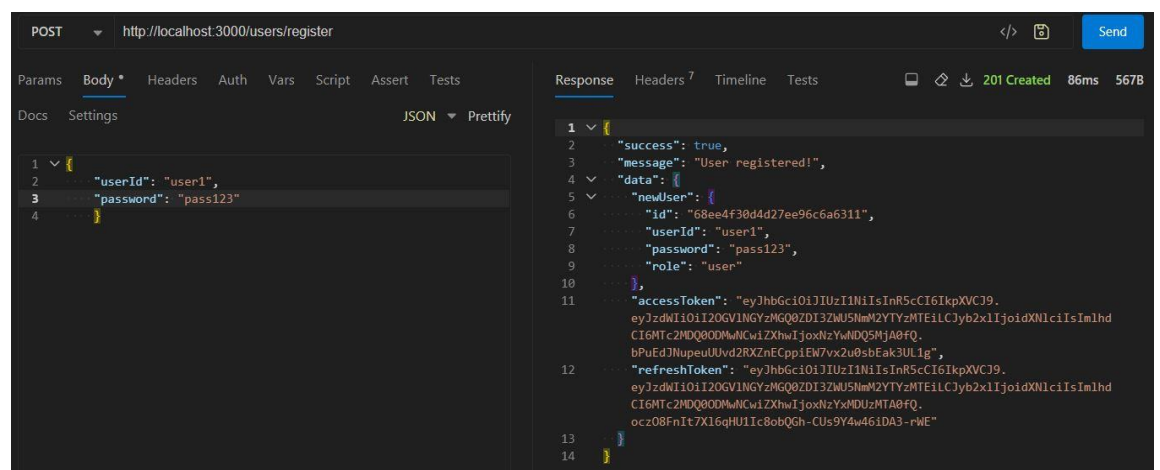 POST http://localhost:3000/users/register </> Send
Params Body Headers Auth Vars Script Assert Tests
Docs Settings JSON Prettify
1 {
2 "userId": "user1",
3 "password": "pass123"
4 }
Response Headers 7 Timeline Tests 201 Created 86ms 567B
1 {
2 "success": true,
3 "message": "User registered!",
4 "data": {
5 "newUser": {
6 "id": "68ee4f30d4d27ee96c6a6311",
7 "userId": "user1",
8 "password": "pass123",
9 "role": "user"
10 },
11 "accessToken": "eyJhbGciOiJIUzI1NiIsInR5cCI6IkpXVCJ9.
eyJzdWIiOiI2OGVlNGYzMGQ0ZDI3ZWU5NmM2YTYzMTEiLCJyb2xlIjoidXNlciIsImlhd
CI6MTc2MDQ0ODMwNCwiZXhwIjoxNzYwNDQ5MjA0fQ.
bPuEdJNupeuUUvd2RXZnECppiEW7vx2u0sbEak3UL1g",
12 "refreshToken": "eyJhbGciOiJIUzI1NiIsInR5cCI6IkpXVCJ9.
eyJzdWIiOiI2OGVlNGYzMGQ0ZDI3ZWU5NmM2YTYzMTEiLCJyb2xlIjoidXNlciIsImlhd
CI6MTc2MDQ0ODMwNCwiZXhwIjoxNzYxMDUzMTA0fQ.
oczO8FnIt7Xl6qHU1Ic8obQGh-CUs9Y4w46iDA3-rWE"
13 }
14 }